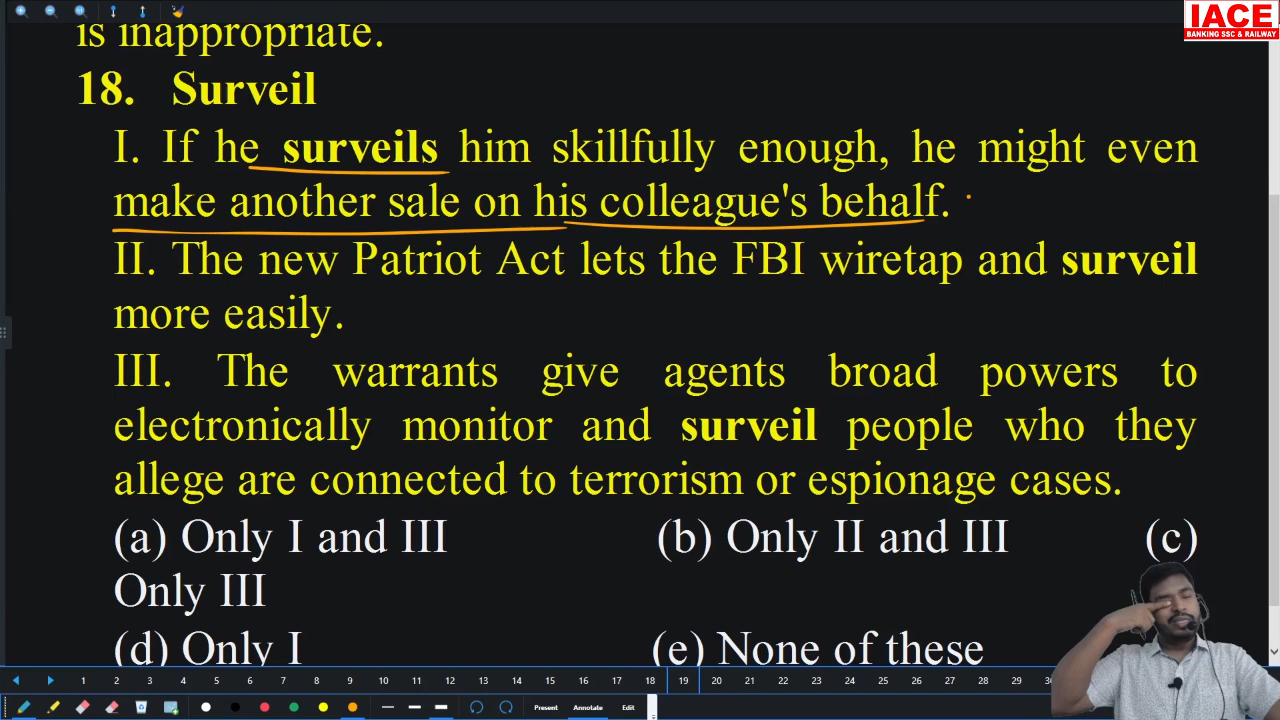 IACE
BANKING SSC & RAILWAY
is inappropriate.
18. Surveil
I. If he surveils him skillfully enough, he might even
make another sale on his colleague's behalf.
II. The new Patriot Act lets the FBI wiretap and surveil
more easily.
III. The warrants give agents broad powers to
electronically monitor and surveil people who they
allege are connected to terrorism or espionage cases.
(a) Only I and III (b) Only II and III (c)
Only III
(d) Only I (e) None of these
1 2 3 4 5 6 7 8 9 10 11 12 13 14 15 16 17 18 19 20 21 22 23 24 25 26 27 28 29
Present Annotate Edit